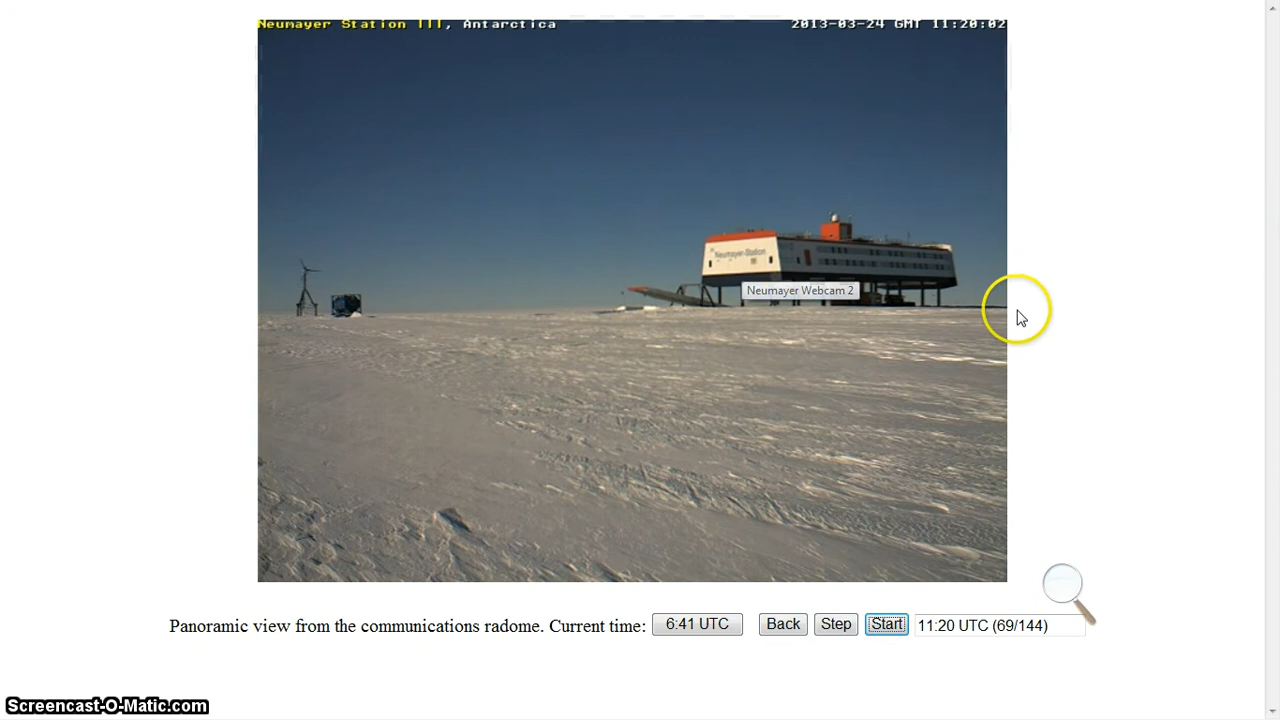 Neumayer Station III, Antarctica 2013-03-24 GMT 11:20:02
Neumayer-Station
Neumayer Webcam 2
Panoramic view from the communications radome. Current time: 6:41 UTC Back Step Start 11:20 UTC (69/144)
Screencast-O-Matic.com